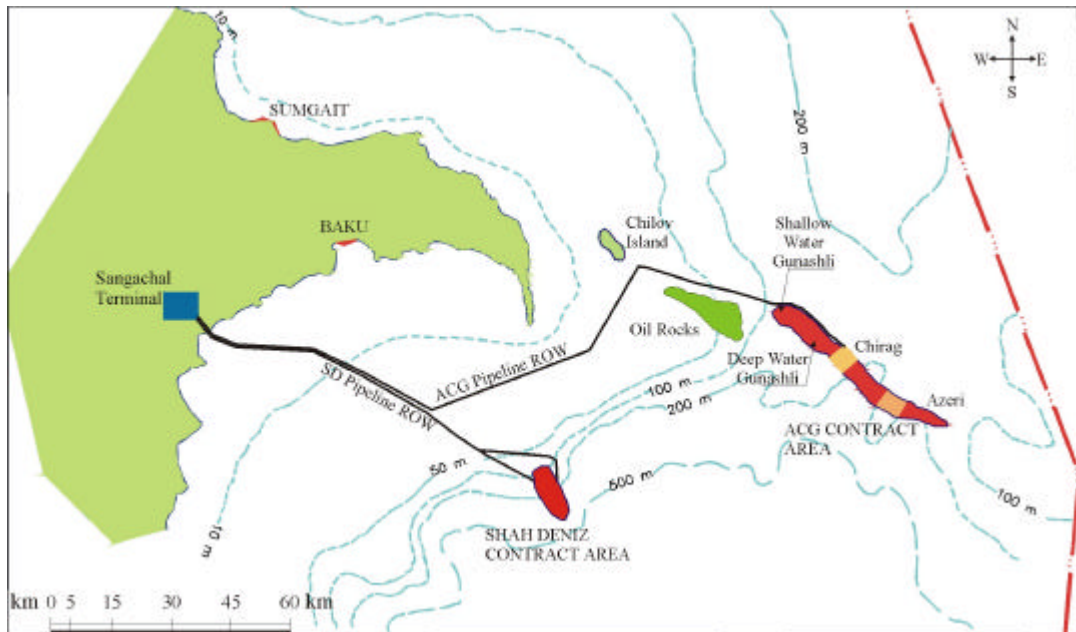 10 m
N
W E
S
SUMGAIT
200 m
BAKU
Chilov
Island
Shallow
Water
Gunashli
Sangachal
Terminal
Oil Rocks
Deep Water
Gunashli
Chirag
SD Pipeline ROW
ACG Pipeline ROW
100 m
200 m
Azeri
ACG CONTRACT
AREA
50 m
500 m
100 m
10 m
SHAH DENIZ
CONTRACT AREA
km 0 5 15 30 45 60 km